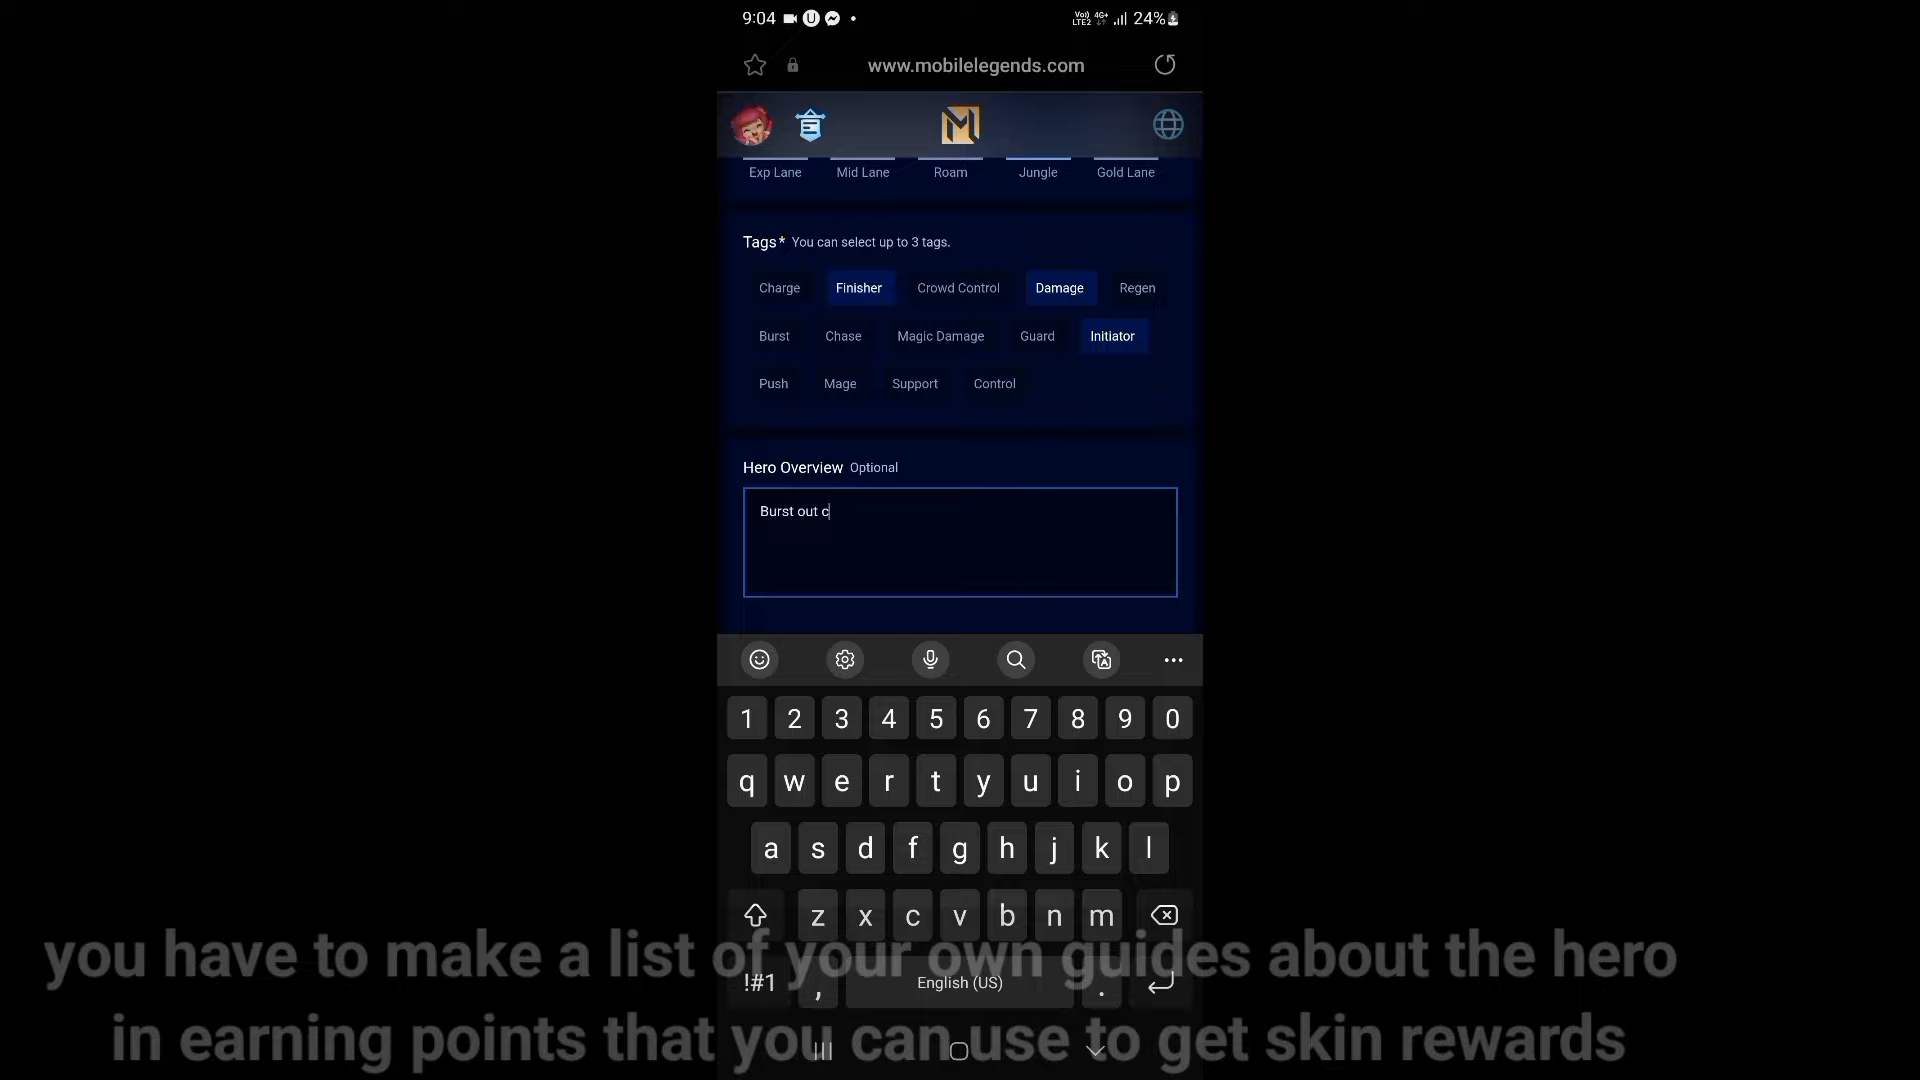 9:04
Vo)) LTE2 4G+ 24%
www.mobilelegends.com
Exp Lane Mid Lane Roam Jungle Gold Lane
Tags* You can select up to 3 tags.
Charge Finisher Crowd Control Damage Regen
Burst Chase Magic Damage Guard Initiator
Push Mage Support Control
Hero Overview Optional
Burst out c
1 2 3 4 5 6 7 8 9 0
q w e r t y u i o p
a s d f g h j k l
z x c v b n m
you have to make a list of your own guides about the hero
!#1 , English (US) .
in earning points that you can use to get skin rewards